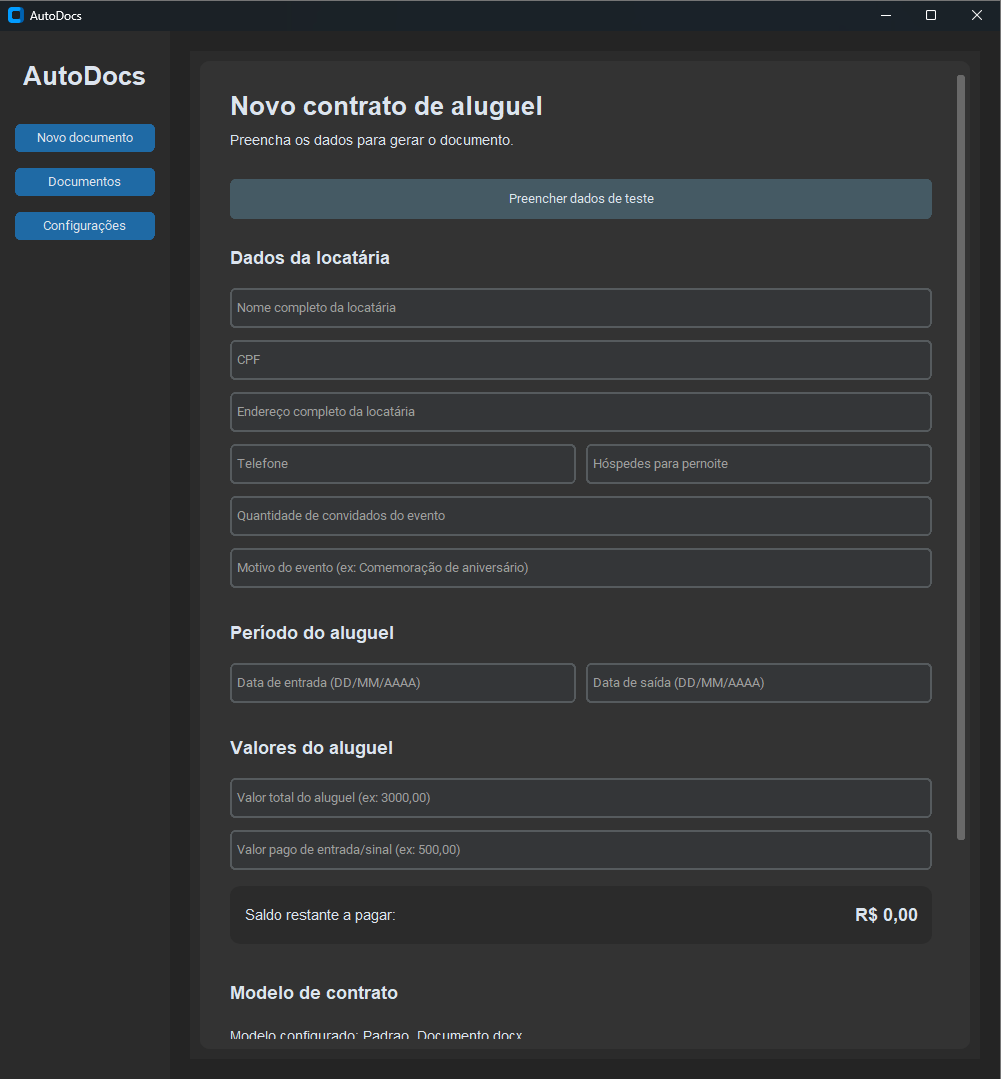 AutoDocs
AutoDocs
Novo documento
Documentos
Configurações
Novo contrato de aluguel
Preencha os dados para gerar o documento.
Preencher dados de teste
Dados da locatária
Nome completo da locatária
CPF
Endereço completo da locatária
Telefone
Hóspedes para pernoite
Quantidade de convidados do evento
Motivo do evento (ex: Comemoração de aniversário)
Período do aluguel
Data de entrada (DD/MM/AAAA)
Data de saída (DD/MM/AAAA)
Valores do aluguel
Valor total do aluguel (ex: 3000,00)
Valor pago de entrada/sinal (ex: 500,00)
Saldo restante a pagar:
R$ 0,00
Modelo de contrato
Modelo configurado: Padrao_Documento.docx